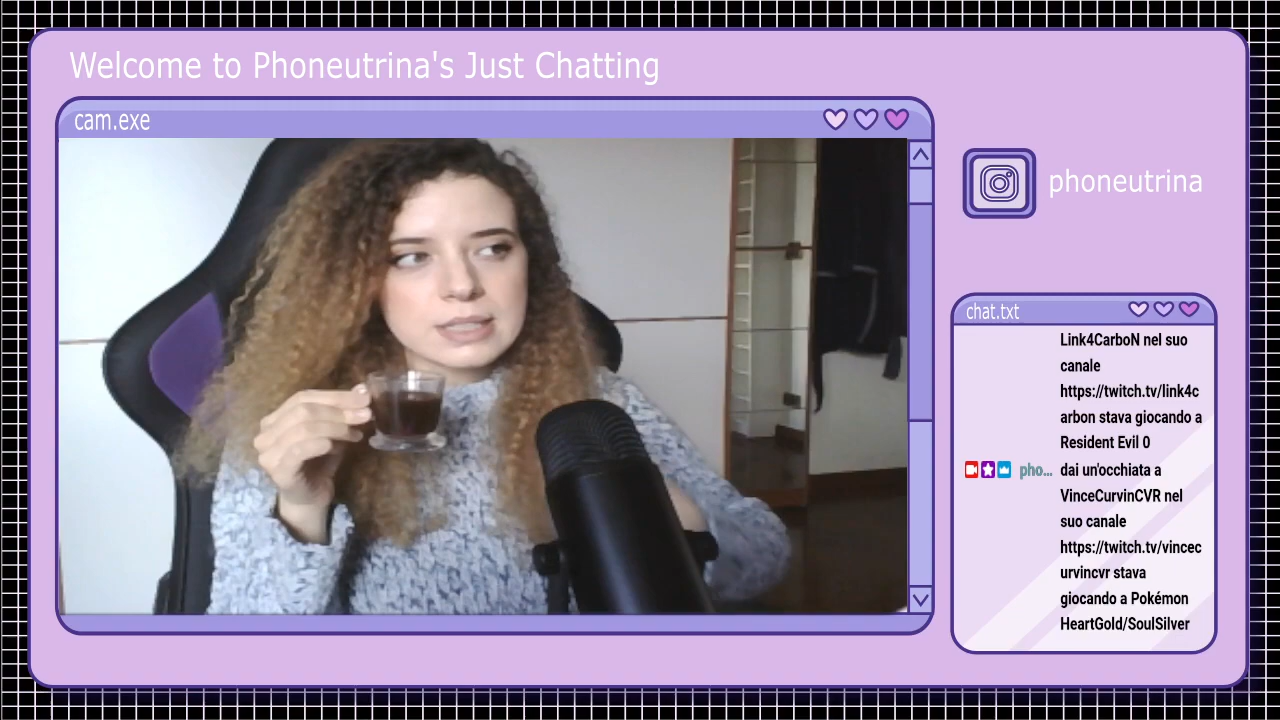 Welcome to Phoneutrina's Just Chatting
cam.exe
phoneutrina
chat.txt
Link4CarboN nel suo
canale
https://twitch.tv/link4c
arbon stava giocando a
Resident Evil 0
pho... dai un'occhiata a
VinceCurvinCVR nel
suo canale
https://twitch.tv/vincec
urvincvr stava
giocando a Pokémon
HeartGold/SoulSilver